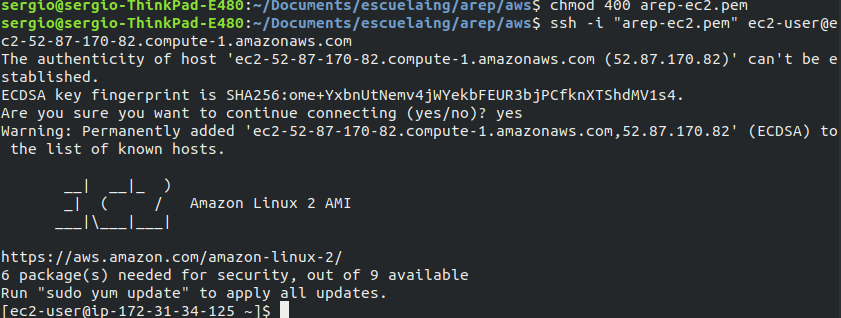 sergio@sergio-ThinkPad-E480:~/Documents/escuelaing/arep/aws$ chmod 400 arep-ec2.pem
sergio@sergio-ThinkPad-E480:~/Documents/escuelaing/arep/aws$ ssh -i "arep-ec2.pem" ec2-user@e
c2-52-87-170-82.compute-1.amazonaws.com
The authenticity of host 'ec2-52-87-170-82.compute-1.amazonaws.com (52.87.170.82)' can't be e
stablished.
ECDSA key fingerprint is SHA256:ome+YxbnUtNemv4jWYekbFEUR3bjPCfknXTShdMV1s4.
Are you sure you want to continue connecting (yes/no)? yes
Warning: Permanently added 'ec2-52-87-170-82.compute-1.amazonaws.com,52.87.170.82' (ECDSA) to
 the list of known hosts.

       __|  __|_  )
       _|  (     /   Amazon Linux 2 AMI
      ___|\___|___|

https://aws.amazon.com/amazon-linux-2/
6 package(s) needed for security, out of 9 available
Run "sudo yum update" to apply all updates.
[ec2-user@ip-172-31-34-125 ~]$